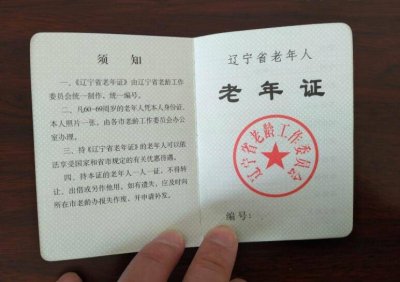 须 知
一、《辽宁省老年证》由辽宁省老龄工作
委员会统一制作、统一编号。
二、凡60-69周岁的老年人凭本人身份证、
本人照片一张，由各市老龄工作委员会办公
室办理。
三、持《辽宁省老年证》的老年人可以依
法享受国家和省市规定的有关优惠待遇。
四、持本证的老年人一人一证，不得转
让、出借或另作他用。如有遗失，应及时向
所在市老龄办报失作废，并申请补发。
辽宁省老年人
老年证
辽宁省老龄工作委员会
编号：